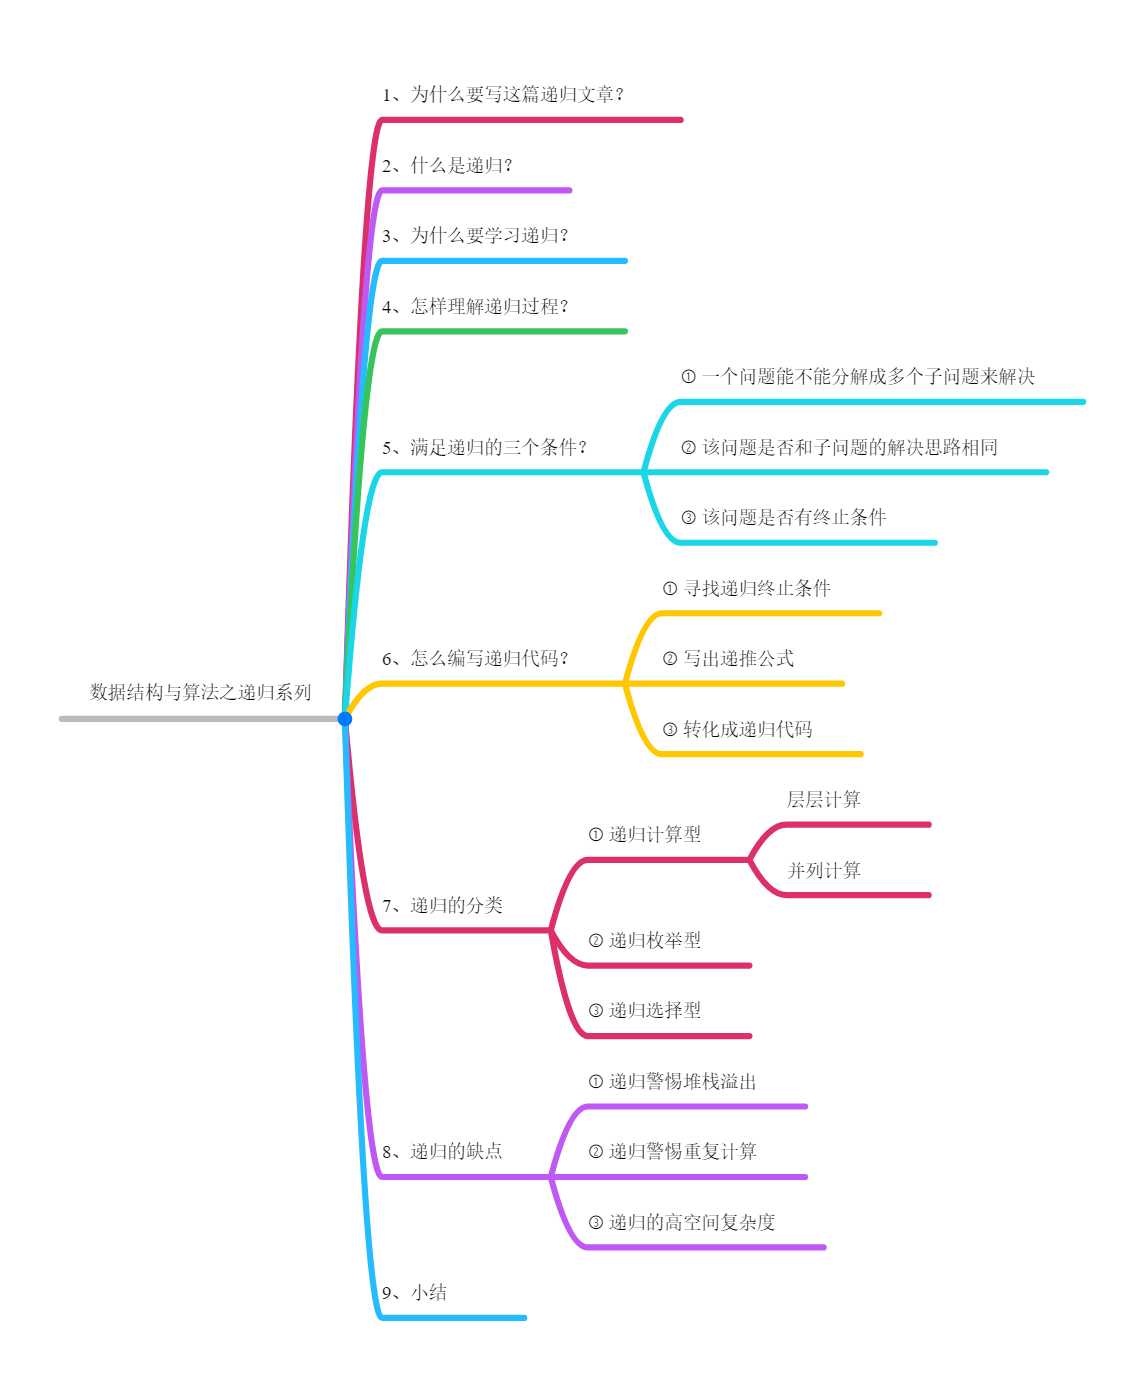 1、为什么要写这篇递归文章？
2、什么是递归？
3、为什么要学习递归？
4、怎样理解递归过程？
5、满足递归的三个条件？
① 一个问题能不能分解成多个子问题来解决
② 该问题是否和子问题的解决思路相同
③ 该问题是否有终止条件
数据结构与算法之递归系列
6、怎么编写递归代码？
① 寻找递归终止条件
② 写出递推公式
③ 转化成递归代码
7、递归的分类
① 递归计算型
层层计算
并列计算
② 递归枚举型
③ 递归选择型
8、递归的缺点
① 递归警惕堆栈溢出
② 递归警惕重复计算
③ 递归的高空间复杂度
9、小结